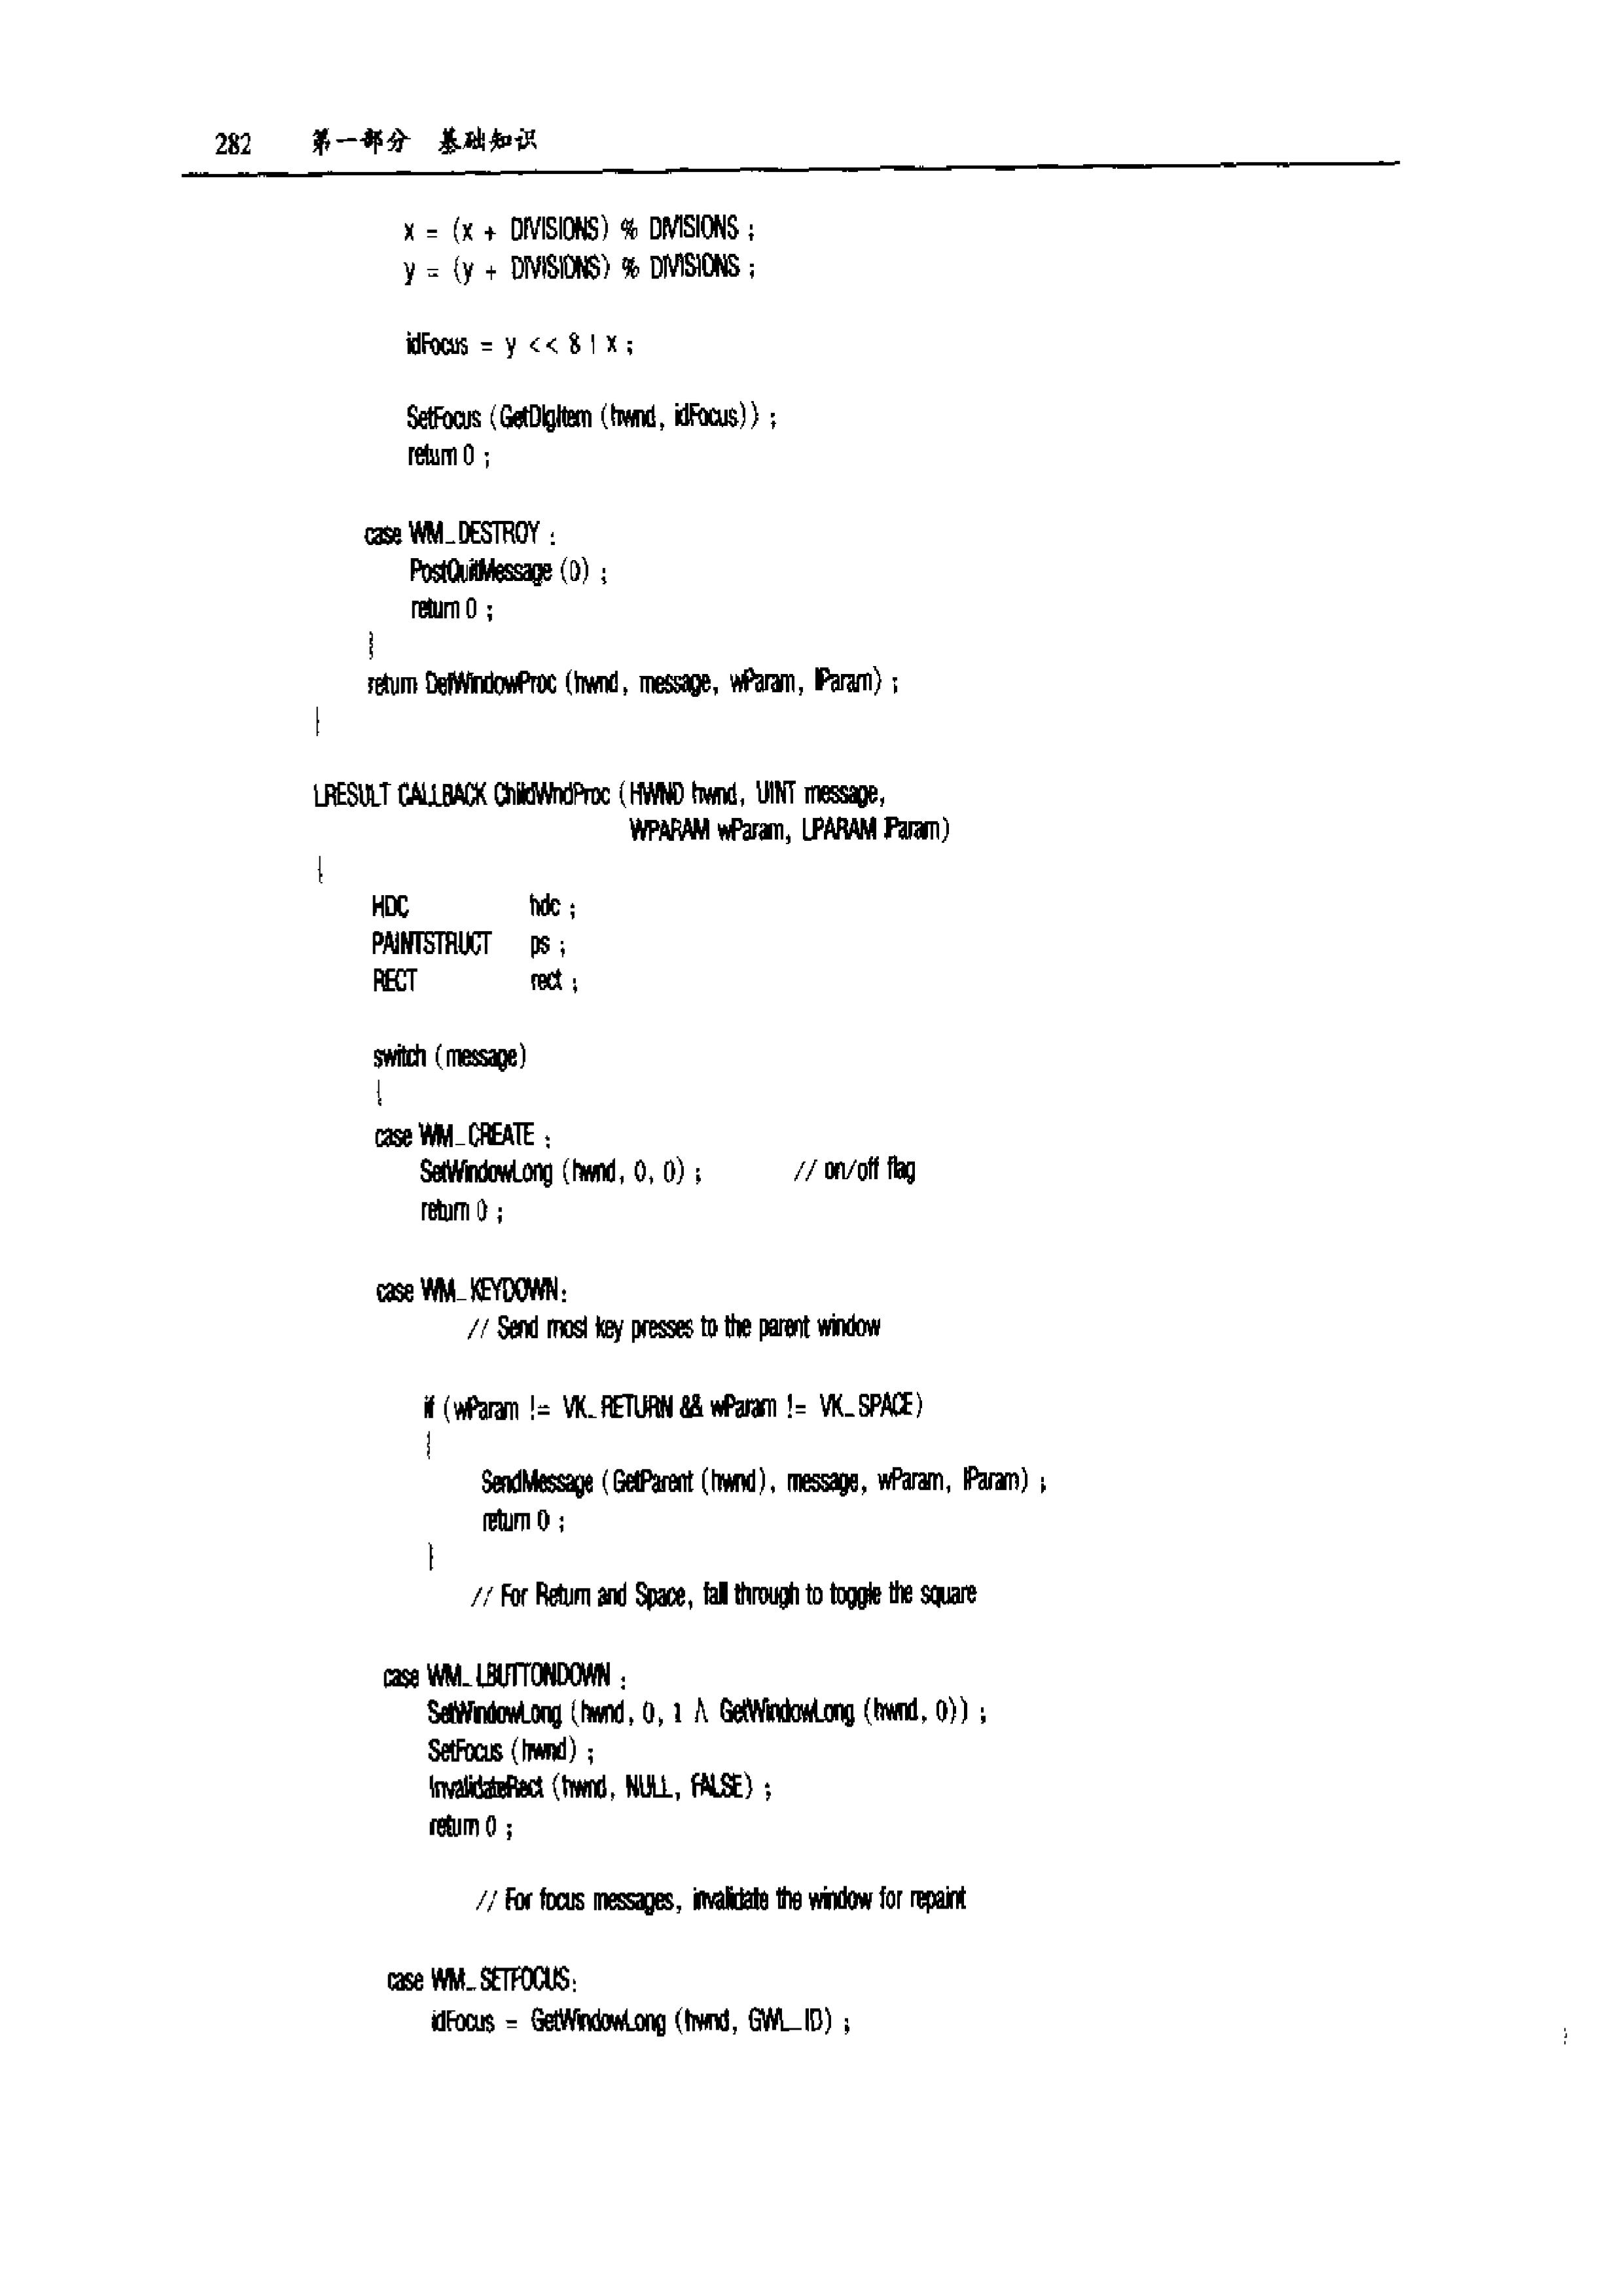 282 第一部分 基础知识
x = (x + DIVISIONS) % DIVISIONS ;
y = (y + DIVISIONS) % DIVISIONS ;
idFocus = y << 8 | x ;
SetFocus (GetDlgItem (hwnd, idFocus)) ;
return 0 ;
case WM_DESTROY :
PostQuitMessage (0) ;
return 0 ;
}
return DefWindowProc (hwnd, message, wParam, lParam) ;
}
LRESULT CALLBACK ChildWndProc (HWND hwnd, UINT message,
WPARAM wParam, LPARAM lParam)
{
HDC hdc ;
PAINTSTRUCT ps ;
RECT rect ;
switch (message)
{
case WM_CREATE :
SetWindowLong (hwnd, 0, 0) ; // on/off flag
return 0 ;
case WM_KEYDOWN:
// Send most key presses to the parent window
if (wParam != VK_RETURN && wParam != VK_SPACE)
{
SendMessage (GetParent (hwnd), message, wParam, lParam) ;
return 0 ;
}
// For Return and Space, fall through to toggle the square
case WM_LBUTTONDOWN :
SetWindowLong (hwnd, 0, 1 ^ GetWindowLong (hwnd, 0)) ;
SetFocus (hwnd) ;
InvalidateRect (hwnd, NULL, FALSE) ;
return 0 ;
// For focus messages, invalidate the window for repaint
case WM_SETFOCUS:
idFocus = GetWindowLong (hwnd, GWL_ID) ;